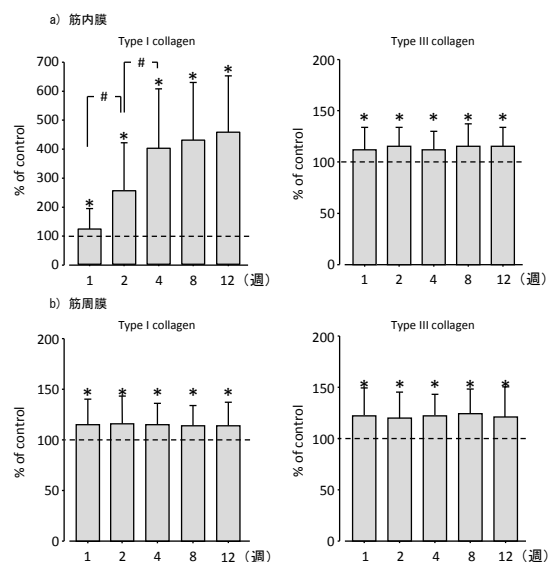 a) 筋内膜
Type I collagen
% of control
700
600
500
400
300
200
100
0
#
#
*
*
*
*
*
1 2 4 8 12 (週)
Type III collagen
% of control
200
150
100
50
0
* * * * *
1 2 4 8 12 (週)
b) 筋周膜
Type I collagen
% of control
200
150
100
50
0
* * * * *
1 2 4 8 12 (週)
Type III collagen
% of control
200
150
100
50
0
* * * * *
1 2 4 8 12 (週)